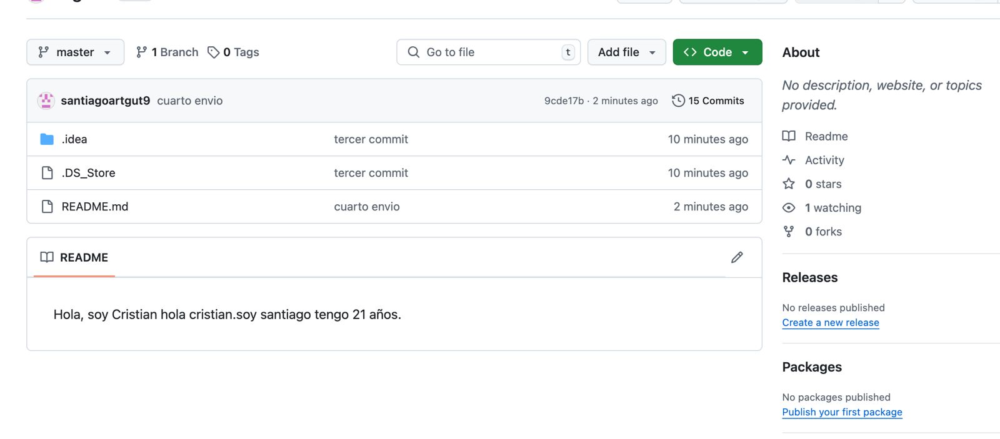 master 1 Branch 0 Tags Go to file t Add file Code
santiagoartgut9 cuarto envio 9cde17b · 2 minutes ago 15 Commits
.idea tercer commit 10 minutes ago
.DS_Store tercer commit 10 minutes ago
README.md cuarto envio 2 minutes ago
README
Hola, soy Cristian hola cristian.soy santiago tengo 21 años.
About
No description, website, or topics
provided.
Readme
Activity
0 stars
1 watching
0 forks
Releases
No releases published
Create a new release
Packages
No packages published
Publish your first package